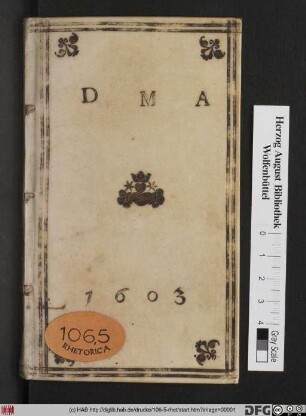 D M A
1603
106,5
RHETORICA
Herzog August Bibliothek
Wolfenbüttel
0 1 2 3 4
Gray Scale
(c) HAB http://diglib.hab.de/drucke/106-5-rhet/start.htm?image=00001
DFG